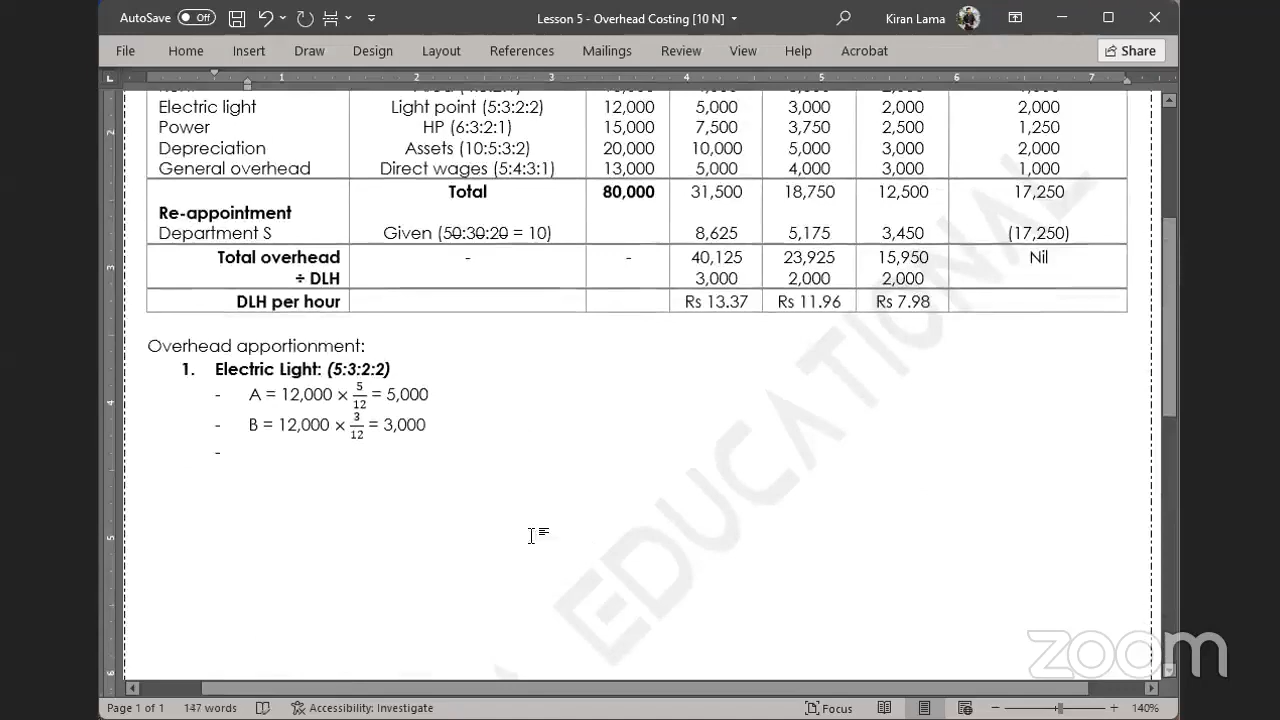 AutoSave Off Lesson 5 - Overhead Costing [10 N] Kiran Lama
File Home Insert Draw Design Layout References Mailings Review View Help Acrobat Share
1 2 3 4 5 6 7
Electric light Light point (5:3:2:2) 12,000 5,000 3,000 2,000 2,000
Power HP (6:3:2:1) 15,000 7,500 3,750 2,500 1,250
Depreciation Assets (10:5:3:2) 20,000 10,000 5,000 3,000 2,000
General overhead Direct wages (5:4:3:1) 13,000 5,000 4,000 3,000 1,000
Total 80,000 31,500 18,750 12,500 17,250
Re-appointment
Department S Given (50:30:20 = 10) 8,625 5,175 3,450 (17,250)
Total overhead - - 40,125 23,925 15,950 Nil
÷ DLH 3,000 2,000 2,000
DLH per hour Rs 13.37 Rs 11.96 Rs 7.98
Overhead apportionment:
1. Electric Light: (5:3:2:2)
- A = 12,000 × 5/12 = 5,000
- B = 12,000 × 3/12 = 3,000
-
EDUCATIONAL
zoom
Page 1 of 1 147 words Accessibility: Investigate Focus 140%